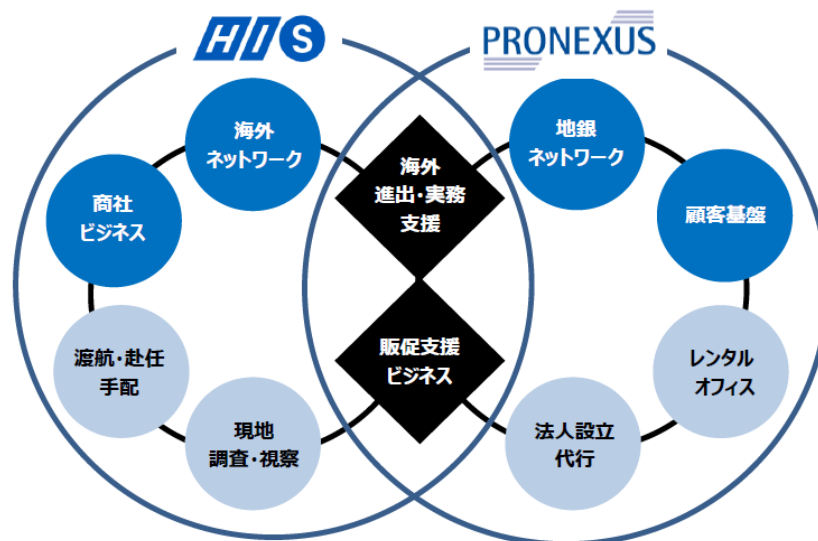 HIS
PRONEXUS
海外
ネットワーク
商社
ビジネス
渡航・赴任
手配
現地
調査・視察
海外
進出・実務
支援
販促支援
ビジネス
地銀
ネットワーク
顧客基盤
レンタル
オフィス
法人設立
代行